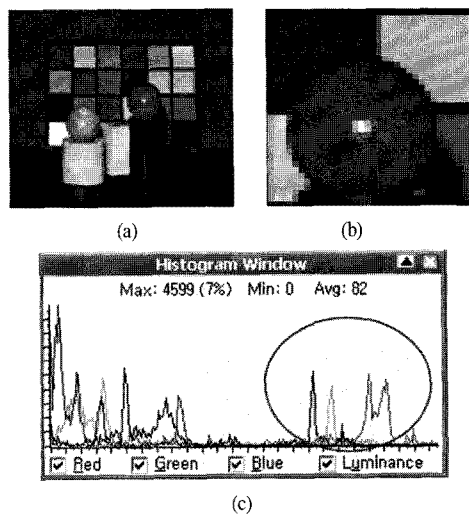 (a)
(b)
Histogram Window
Max: 4599 (7%) Min: 0 Avg: 82
Red Green Blue Luminance
(c)